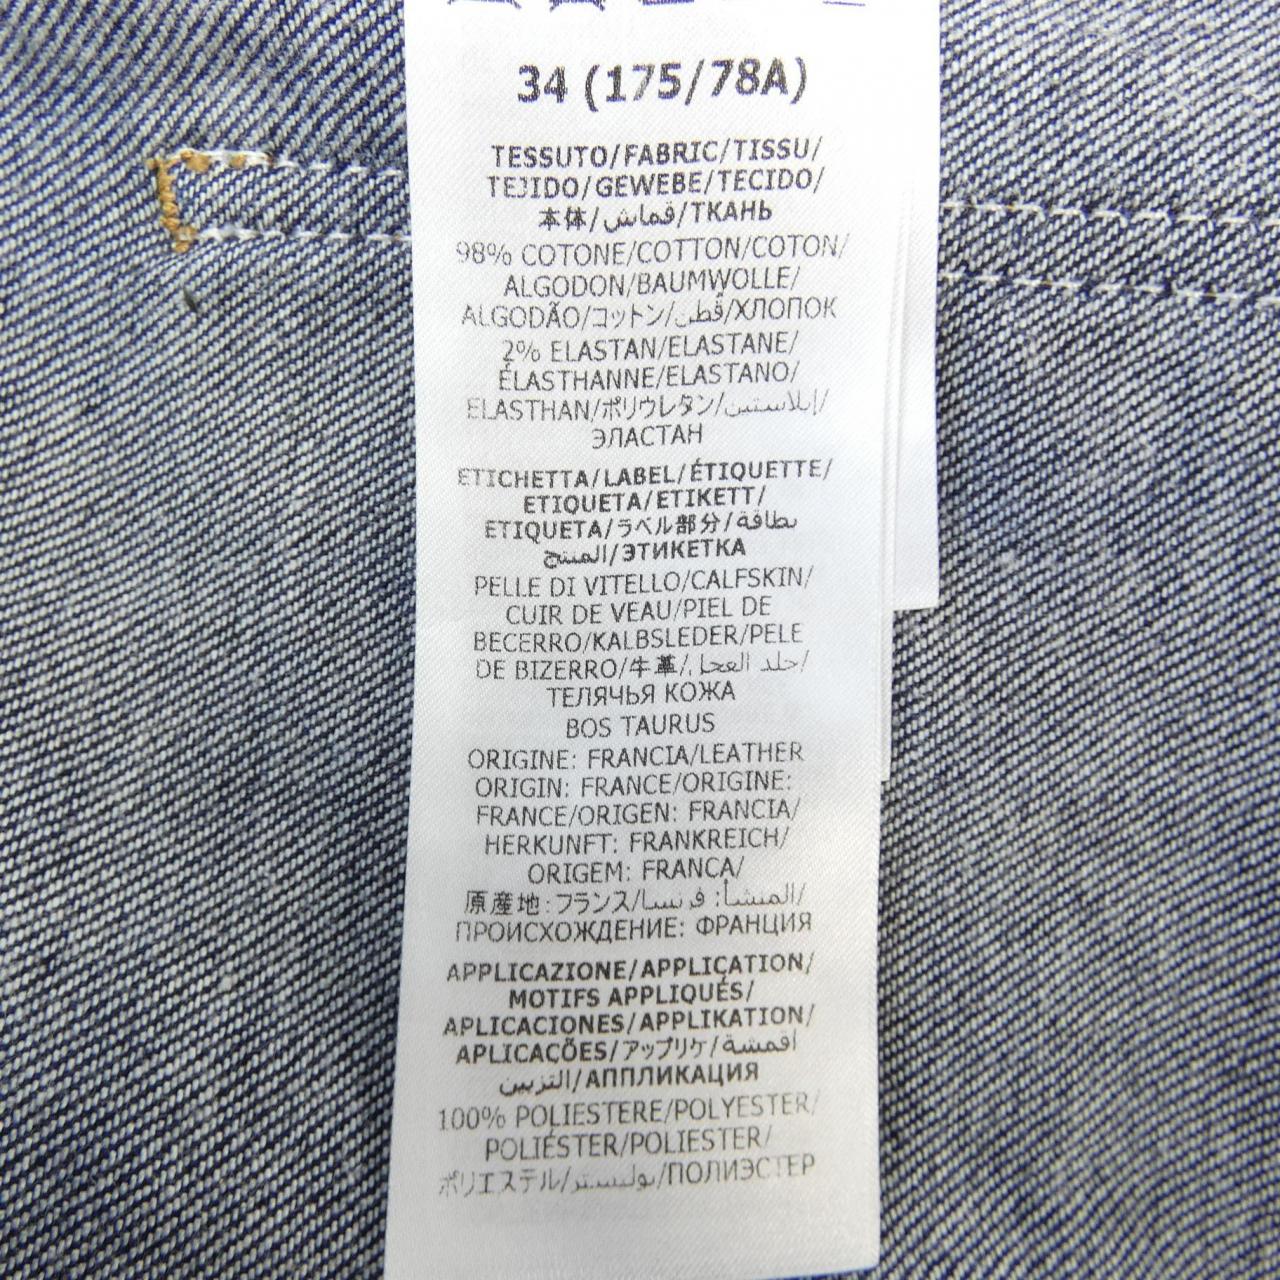 34 (175/78A)
TESSUTO/FABRIC/TISSU/
TEJIDO/GEWEBE/TECIDO/
本体/قماش/ТКАНЬ
98% COTONE/COTTON/COTON/
ALGODON/BAUMWOLLE/
ALGODÃO/コットン/قطن/ХЛОПОК
2% ELASTAN/ELASTANE/
ÉLASTHANNE/ELASTANO/
ELASTHAN/ポリウレタン/إيلاستين/
ЭЛАСТАН
ETICHETTA/LABEL/ÉTIQUETTE/
ETIQUETA/ETIKETT/
ETIQUETA/ラベル部分/بطاقة
المنتج/ЭТИКЕТКА
PELLE DI VITELLO/CALFSKIN/
CUIR DE VEAU/PIEL DE
BECERRO/KALBSLEDER/PELE
DE BIZERRO/牛革/جلد العجل/
ТЕЛЯЧЬЯ КОЖА
BOS TAURUS
ORIGINE: FRANCIA/LEATHER
ORIGIN: FRANCE/ORIGINE:
FRANCE/ORIGEN: FRANCIA/
HERKUNFT: FRANKREICH/
ORIGEM: FRANCA/
原産地:フランス/المنشأ: فرنسا/
ПРОИСХОЖДЕНИЕ: ФРАНЦИЯ
APPLICAZIONE/APPLICATION/
MOTIFS APPLIQUÉS/
APLICACIONES/APPLIKATION/
APLICAÇÕES/アップリケ/أقمشة
التزيين/АППЛИКАЦИЯ
100% POLIESTERE/POLYESTER/
POLIÉSTER/POLIESTER/
ポリエステル/بوليستر/ПОЛИЭСТЕР